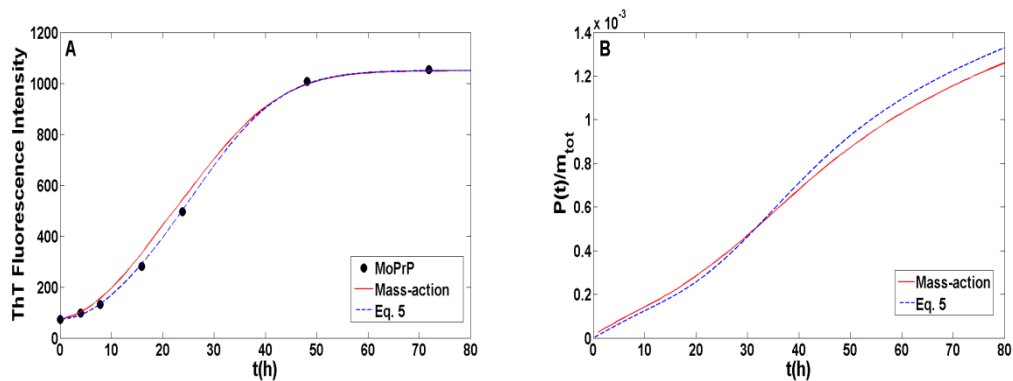 A
ThT Fluorescence Intensity
1200
1000
800
600
400
200
0
0 10 20 30 40 50 60 70 80
t(h)
MoPrP
Mass-action
Eq. 5
B
x 10^-3
P(t)/m_tot
1.4
1.2
1
0.8
0.6
0.4
0.2
0
0 10 20 30 40 50 60 70 80
t(h)
Mass-action
Eq. 5